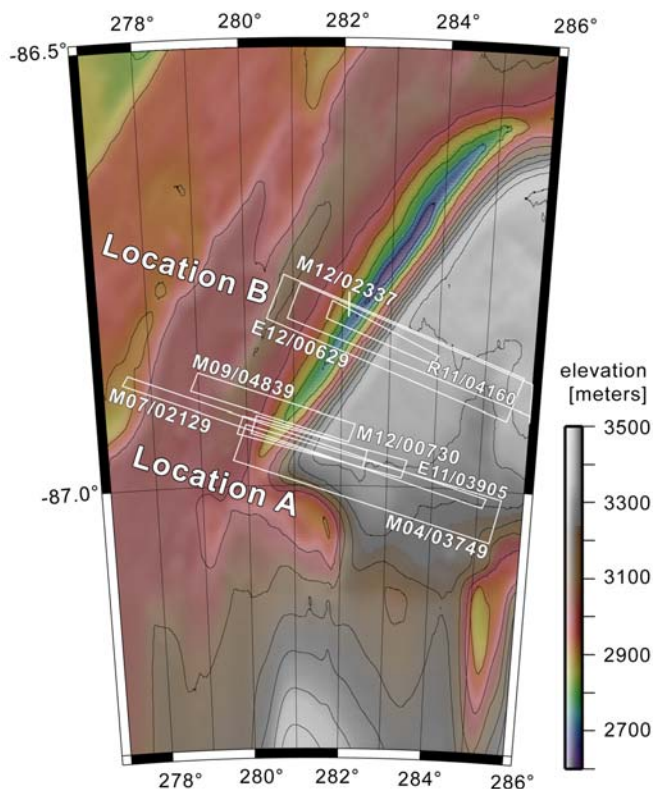 278° 280° 282° 284° 286°
-86.5°
Location B
M12/02337
E12/00629
R11/04160
M09/04839
M07/02129
M12/00730
E11/03905
Location A
M04/03749
-87.0°
elevation
[meters]
3500
3300
3100
2900
2700
278° 280° 282° 284° 286°